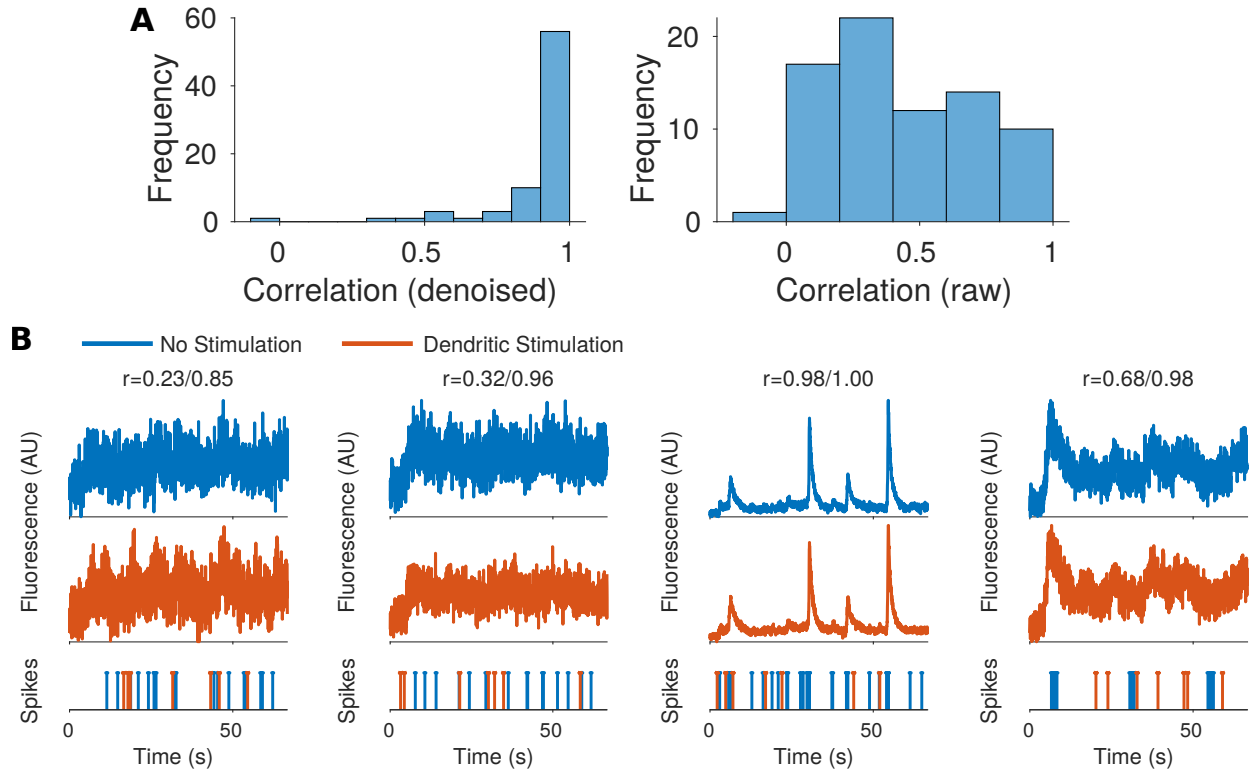 A
Frequency
60
40
20
0
0
0.5
1
Correlation (denoised)
Frequency
20
10
0
0
0.5
1
Correlation (raw)
B
No Stimulation
Dendritic Stimulation
r=0.23/0.85
r=0.32/0.96
r=0.98/1.00
r=0.68/0.98
Fluorescence (AU)
Fluorescence (AU)
Fluorescence (AU)
Fluorescence (AU)
Spikes
Spikes
Spikes
Spikes
0
50
0
50
0
50
0
50
Time (s)
Time (s)
Time (s)
Time (s)